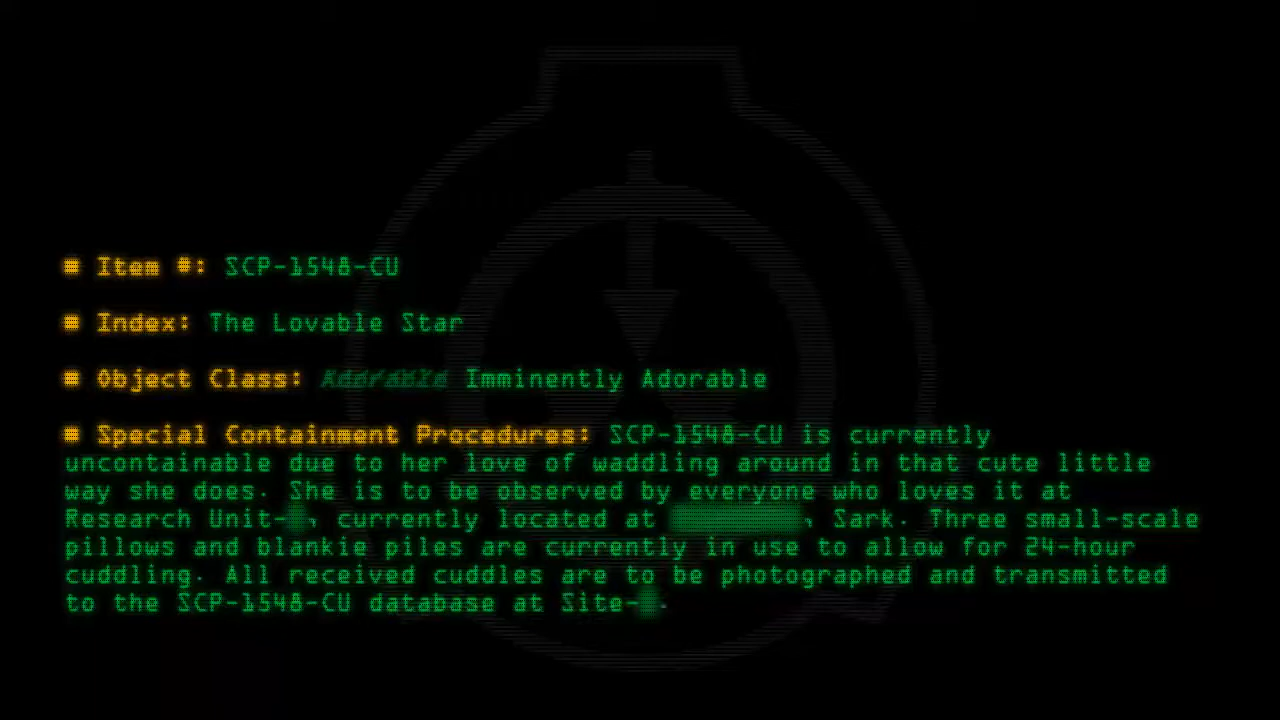 ■ Item #: SCP-1548-CU
■ Index: The Lovable Star
■ Object Class: Adorable Imminently Adorable
■ Special Containment Procedures: SCP-1548-CU is currently
uncontainable due to her love of waddling around in that cute little
way she does. She is to be observed by everyone who loves it at
Research Unit-█, currently located at ████████, Sark. Three small-scale
pillows and blankie piles are currently in use to allow for 24-hour
cuddling. All received cuddles are to be photographed and transmitted
to the SCP-1548-CU database at Site-█.